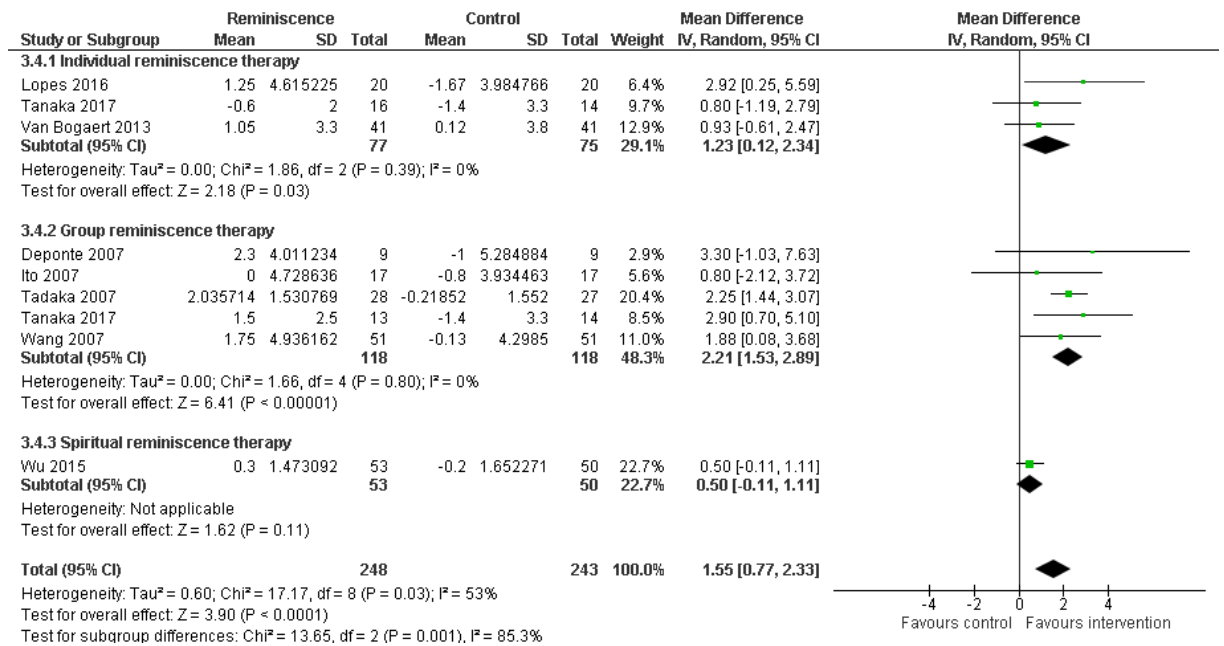 Reminiscence Control Mean Difference Mean Difference
Study or Subgroup Mean SD Total Mean SD Total Weight IV, Random, 95% CI IV, Random, 95% CI
3.4.1 Individual reminiscence therapy
Lopes 2016 1.25 4.615225 20 -1.67 3.984766 20 6.4% 2.92 [0.25, 5.59]
Tanaka 2017 -0.6 2 16 -1.4 3.3 14 9.7% 0.80 [-1.19, 2.79]
Van Bogaert 2013 1.05 3.3 41 0.12 3.8 41 12.9% 0.93 [-0.61, 2.47]
Subtotal (95% CI) 77 75 29.1% 1.23 [0.12, 2.34]
Heterogeneity: Tau² = 0.00; Chi² = 1.86, df = 2 (P = 0.39); I² = 0%
Test for overall effect: Z = 2.18 (P = 0.03)
3.4.2 Group reminiscence therapy
Deponte 2007 2.3 4.011234 9 -1 5.284884 9 2.9% 3.30 [-1.03, 7.63]
Ito 2007 0 4.728636 17 -0.8 3.934463 17 5.6% 0.80 [-2.12, 3.72]
Tadaka 2007 2.035714 1.530769 28 -0.21852 1.552 27 20.4% 2.25 [1.44, 3.07]
Tanaka 2017 1.5 2.5 13 -1.4 3.3 14 8.5% 2.90 [0.70, 5.10]
Wang 2007 1.75 4.936162 51 -0.13 4.2985 51 11.0% 1.88 [0.08, 3.68]
Subtotal (95% CI) 118 118 48.3% 2.21 [1.53, 2.89]
Heterogeneity: Tau² = 0.00; Chi² = 1.66, df = 4 (P = 0.80); I² = 0%
Test for overall effect: Z = 6.41 (P < 0.00001)
3.4.3 Spiritual reminiscence therapy
Wu 2015 0.3 1.473092 53 -0.2 1.652271 50 22.7% 0.50 [-0.11, 1.11]
Subtotal (95% CI) 53 50 22.7% 0.50 [-0.11, 1.11]
Heterogeneity: Not applicable
Test for overall effect: Z = 1.62 (P = 0.11)
Total (95% CI) 248 243 100.0% 1.55 [0.77, 2.33]
Heterogeneity: Tau² = 0.60; Chi² = 17.17, df = 8 (P = 0.03); I² = 53%
Test for overall effect: Z = 3.90 (P < 0.0001)
Test for subgroup differences: Chi² = 13.65, df = 2 (P = 0.001), I² = 85.3%
-4 -2 0 2 4
Favours control Favours intervention